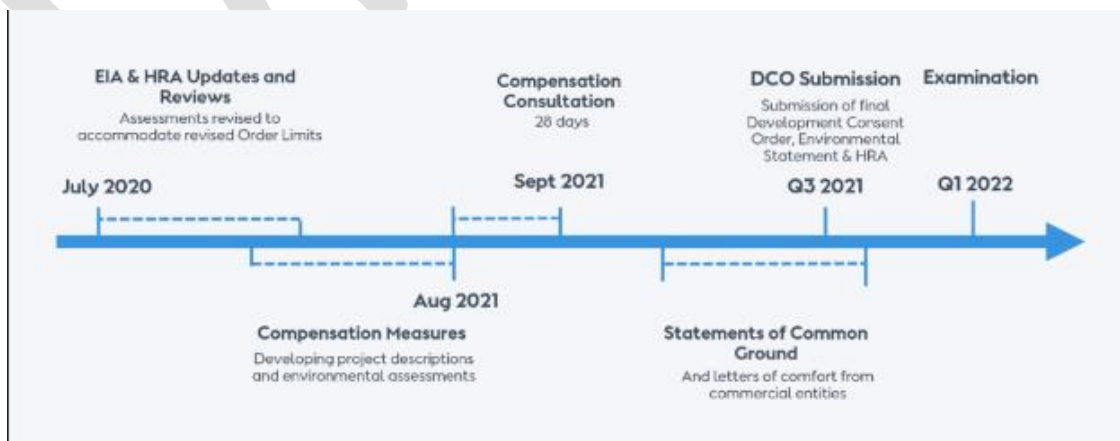 EIA & HRA Updates and
Reviews
Assessments revised to
accommodate revised Order Limits
July 2020
Compensation
Consultation
28 days
Sept 2021
DCO Submission
Submission of final
Development Consent
Order, Environmental
Statement & HRA
Q3 2021
Examination
Q1 2022
Aug 2021
Compensation Measures
Developing project descriptions
and environmental assessments
Statements of Common
Ground
And letters of comfort from
commercial entities